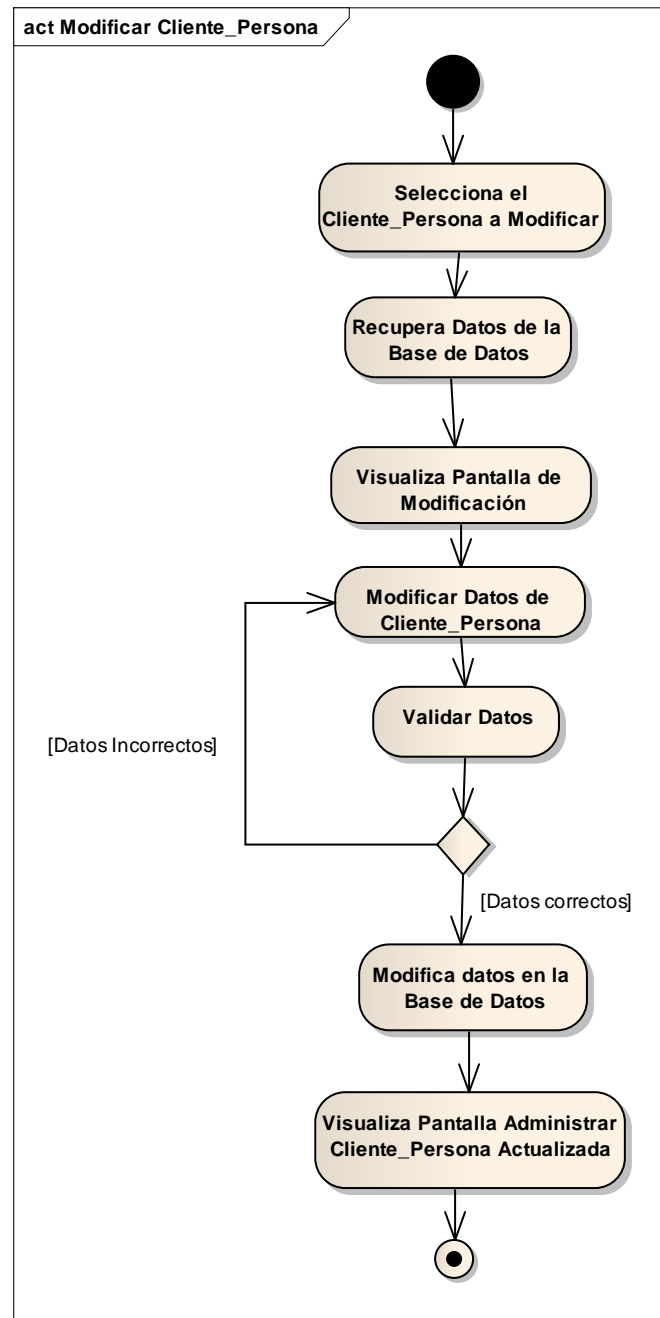 act Modificar Cliente_Persona
Selecciona el
Cliente_Persona a Modificar
Recupera Datos de la
Base de Datos
Visualiza Pantalla de
Modificación
Modificar Datos de
Cliente_Persona
Validar Datos
[Datos Incorrectos]
[Datos correctos]
Modifica datos en la
Base de Datos
Visualiza Pantalla Administrar
Cliente_Persona Actualizada